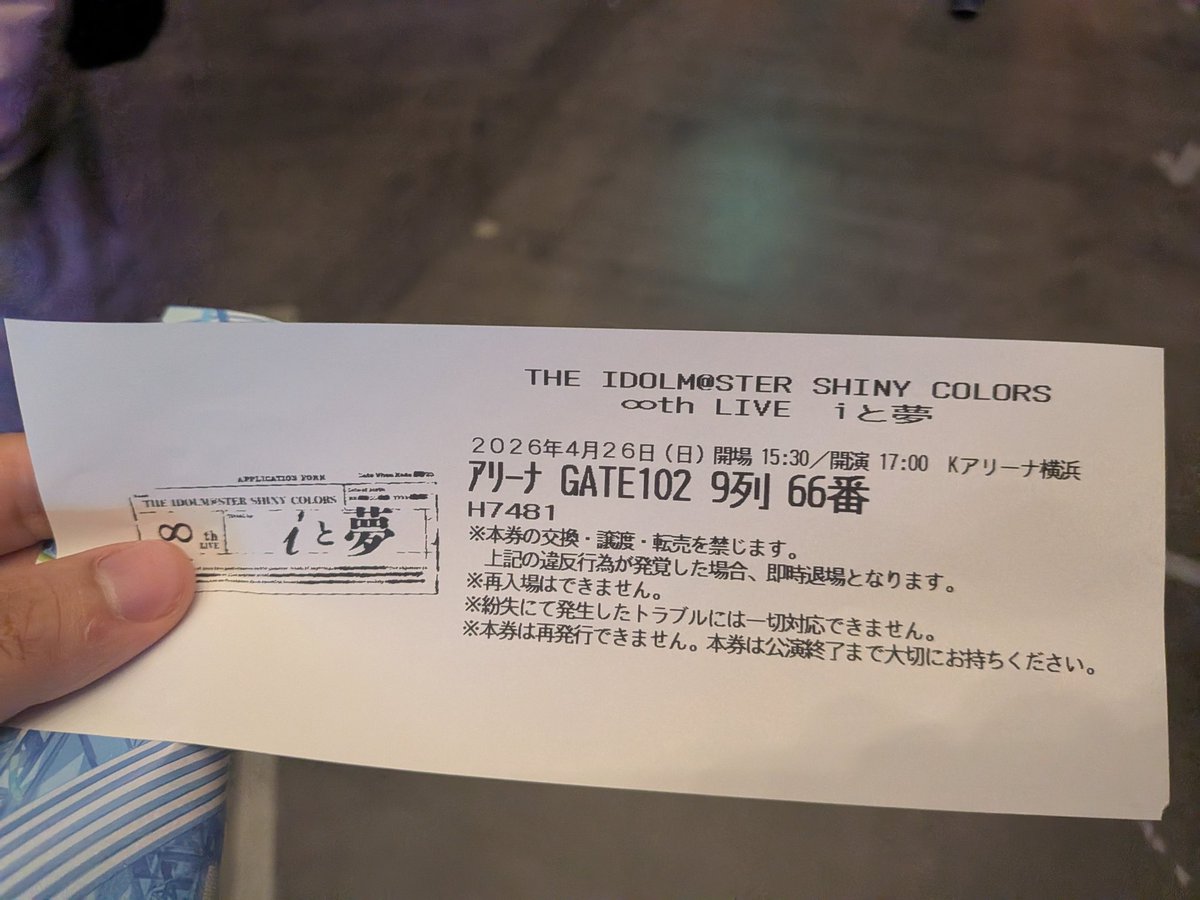 THE IDOLM@STER SHINY COLORS
∞th LIVE iと夢
2026年4月26日(日)開場 15:30/開演 17:00 Kアリーナ横浜
アリーナ GATE102 9列 66番
H7481
※本券の交換・譲渡・転売を禁じます。
上記の違反行為が発覚した場合、即時退場となります。
※再入場はできません。
※紛失にて発生したトラブルには一切対応できません。
※本券は再発行できません。本券は公演終了まで大切にお持ちください。
APPLICATION FORM
THE IDOLM@STER SHINY COLORS
∞th LIVE
iと夢